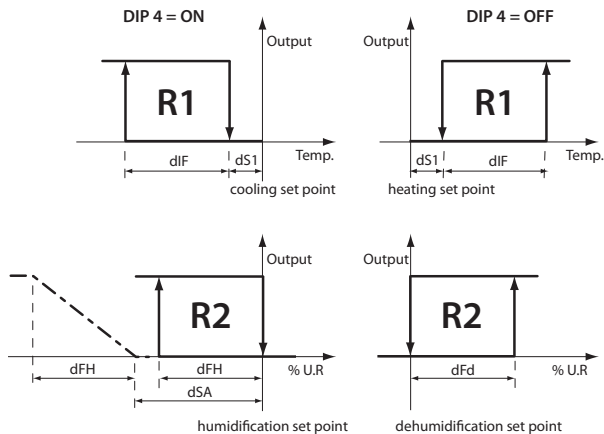 DIP 4 = ON
DIP 4 = OFF
Output
Output
R1
R1
dIF
dS1
Temp.
dS1
dIF
Temp.
cooling set point
heating set point
Output
Output
R2
R2
dFH
dFH
% U.R
dFd
% U.R
dSA
humidification set point
dehumidification set point